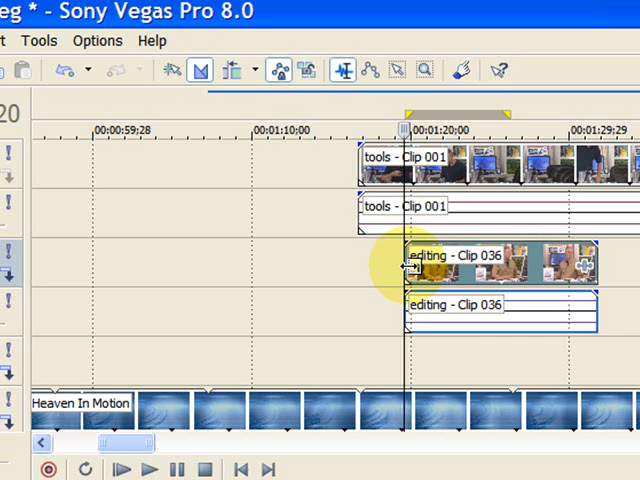 eg * - Sony Vegas Pro 8.0
t Tools Options Help
20
00:00:59;28 00:01:10;00 00:01:20;00 00:01:29;29
tools - Clip 001
tools - Clip 001
editing - Clip 036
editing - Clip 036
Heaven In Motion